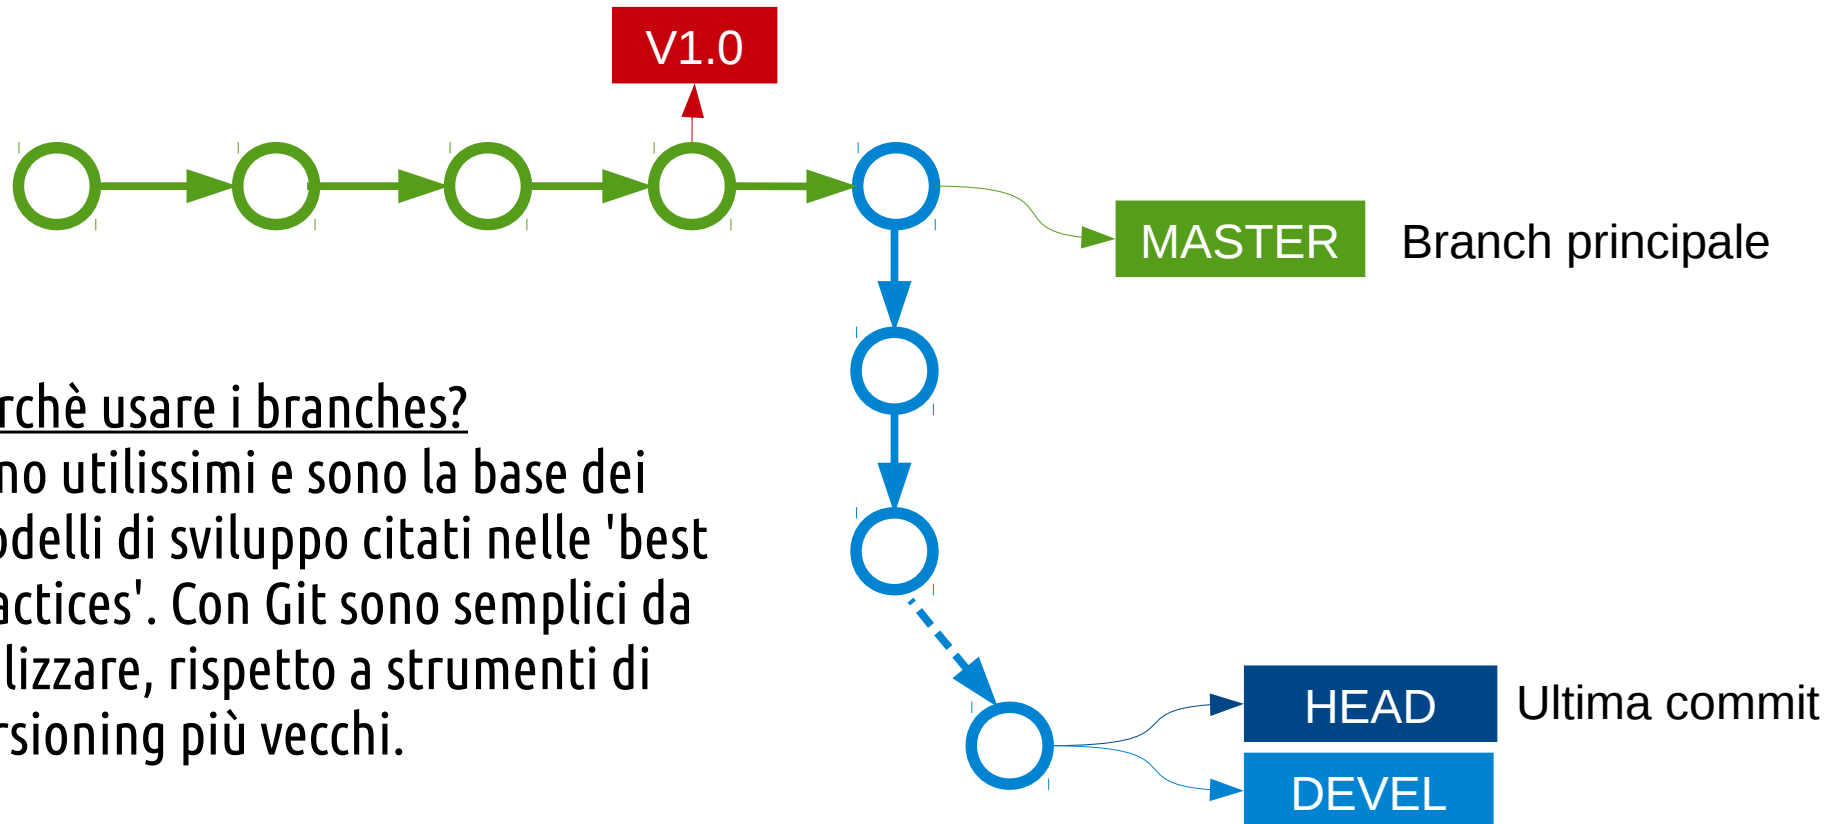 V1.0
MASTER
Branch principale
rchè usare i branches?
no utilissimi e sono la base dei
odelli di sviluppo citati nelle 'best
actices'. Con Git sono semplici da
lizzare, rispetto a strumenti di
rsioning più vecchi.
HEAD
Ultima commit
DEVEL